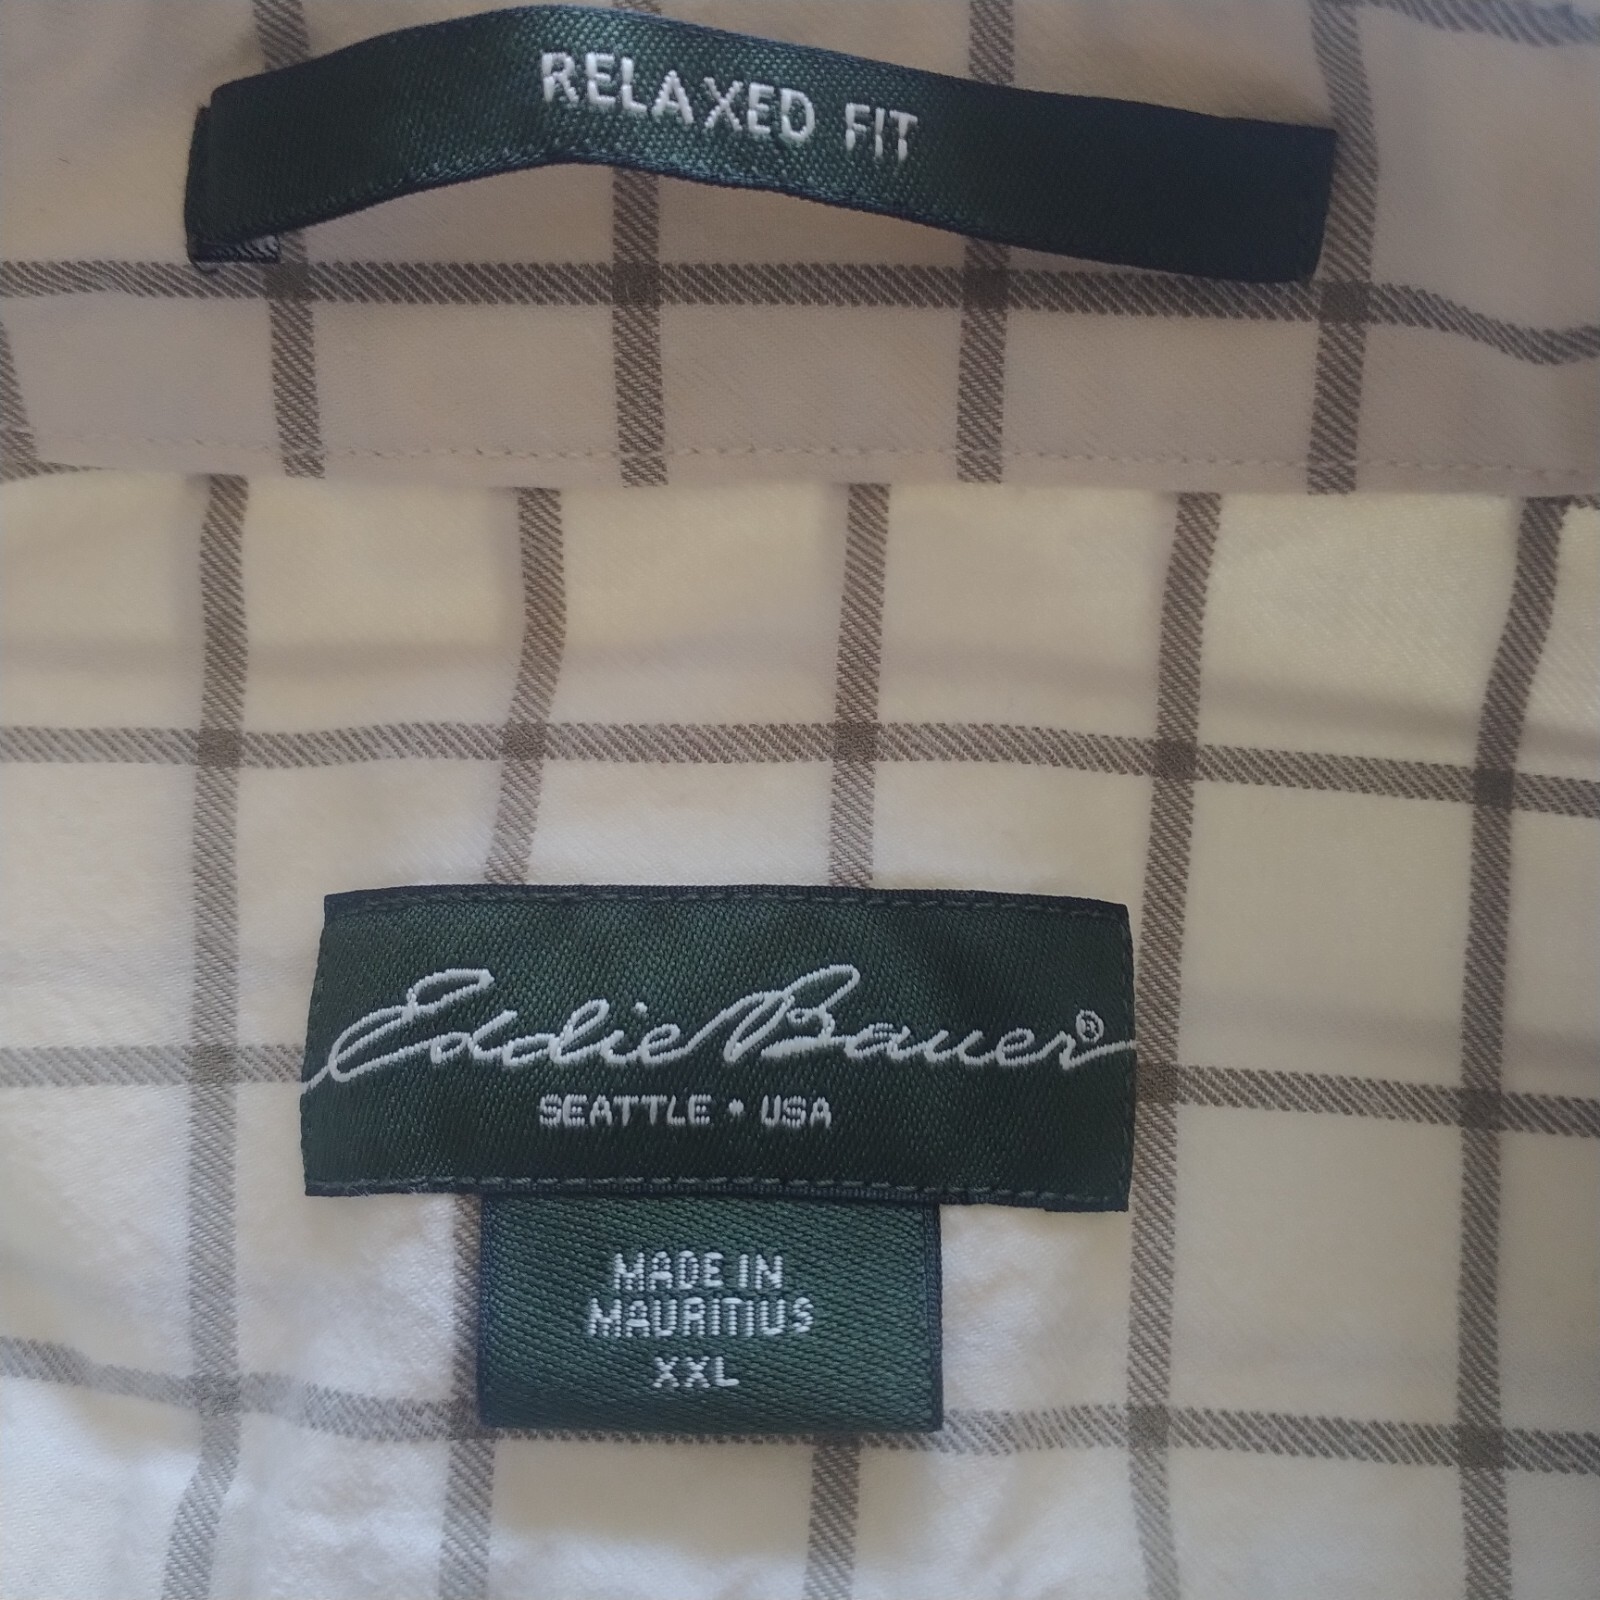 RELAXED FIT
Eddie Bauer®
SEATTLE • USA
MADE IN
MAURITIUS
XXL